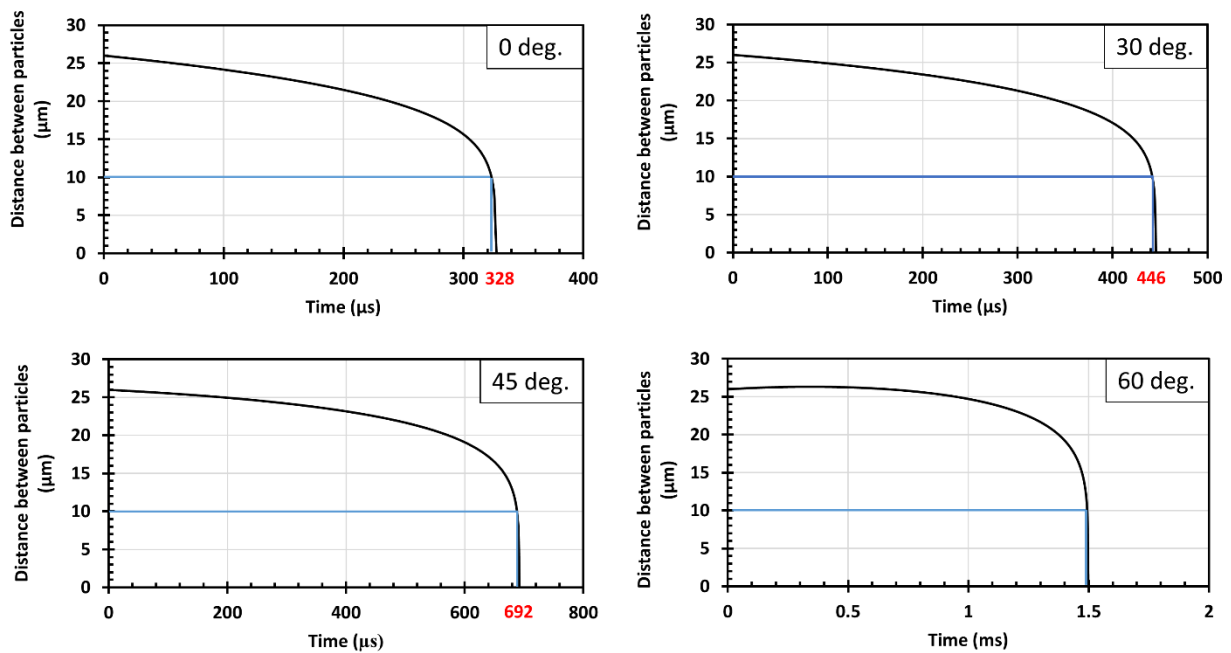 0 deg.
Distance between particles
(µm)
30
25
20
15
10
5
0
0 100 200 300 328 400
Time (µs)
30 deg.
Distance between particles
(µm)
30
25
20
15
10
5
0
0 100 200 300 400 446 500
Time (µs)
45 deg.
Distance between particles
(µm)
30
25
20
15
10
5
0
0 200 400 600 692 800
Time (µs)
60 deg.
Distance between particles
(µm)
30
25
20
15
10
5
0
0 0.5 1 1.5 2
Time (ms)